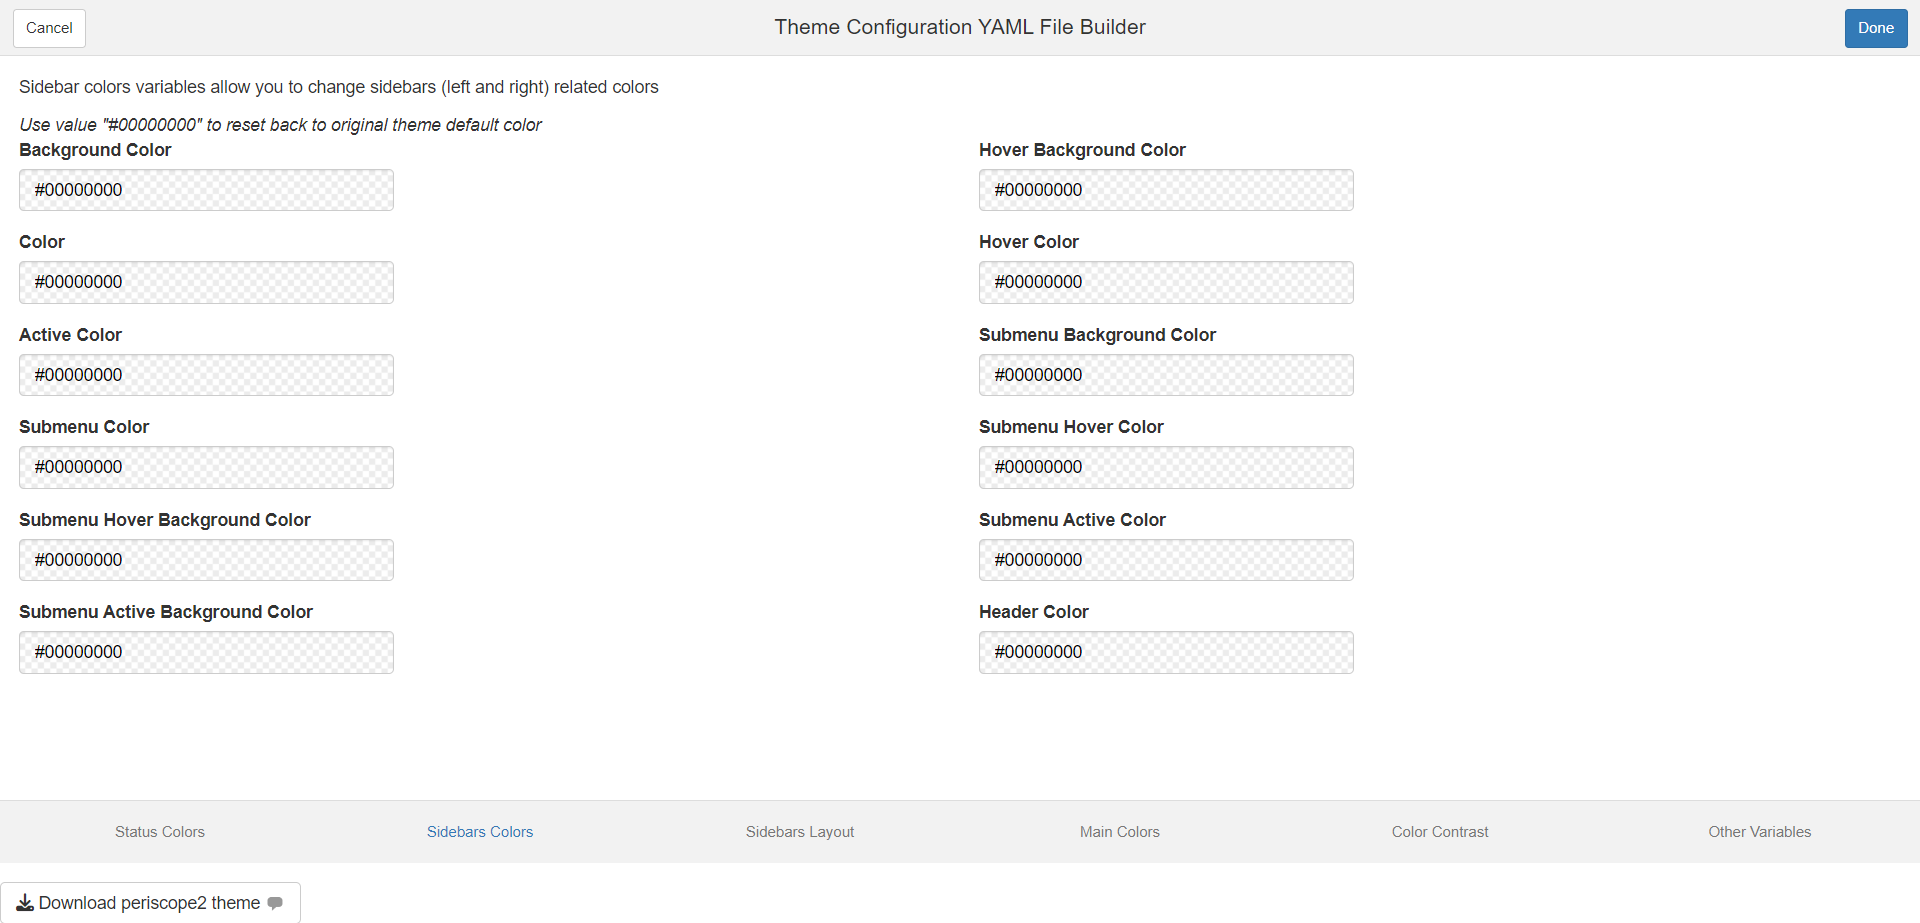 Cancel
Theme Configuration YAML File Builder
Done
Sidebar colors variables allow you to change sidebars (left and right) related colors
Use value "#00000000" to reset back to original theme default color
Background Color
#00000000
Hover Background Color
#00000000
Color
#00000000
Hover Color
#00000000
Active Color
#00000000
Submenu Background Color
#00000000
Submenu Color
#00000000
Submenu Hover Color
#00000000
Submenu Hover Background Color
#00000000
Submenu Active Color
#00000000
Submenu Active Background Color
#00000000
Header Color
#00000000
Status Colors
Sidebars Colors
Sidebars Layout
Main Colors
Color Contrast
Other Variables
Download periscope2 theme